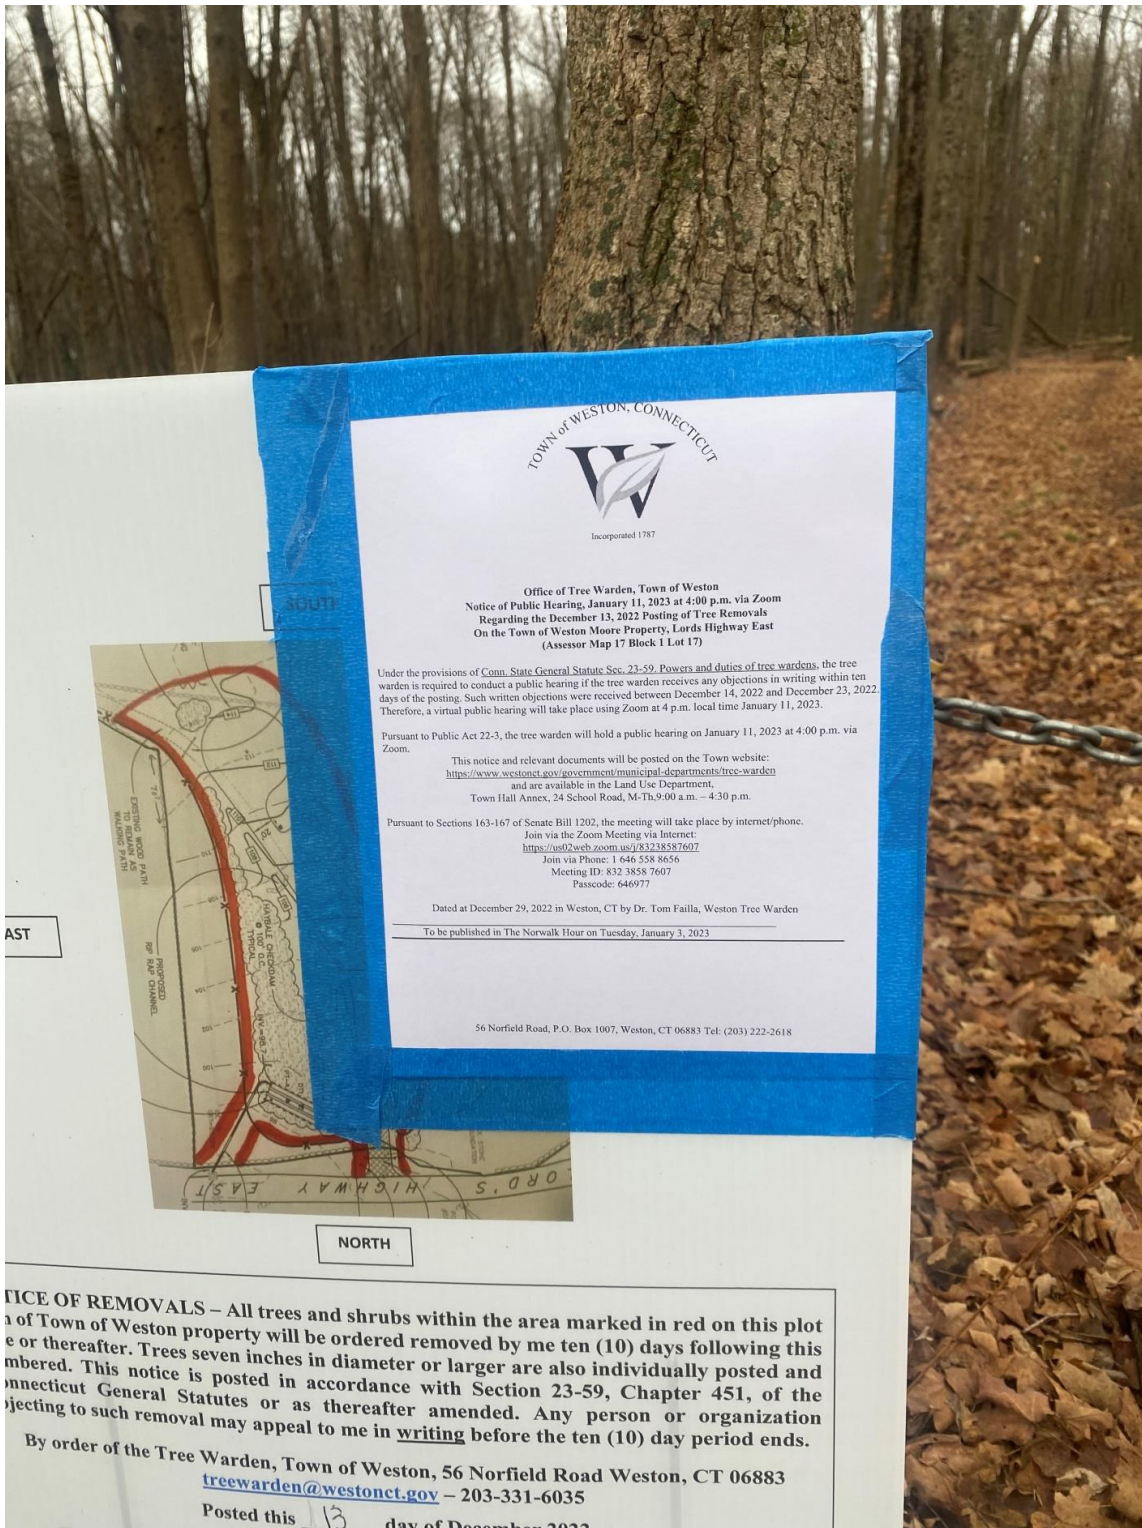 TOWN of WESTON, CONNECTICUT
W
Incorporated 1787
Office of Tree Warden, Town of Weston
Notice of Public Hearing, January 11, 2023 at 4:00 p.m. via Zoom
Regarding the December 13, 2022 Posting of Tree Removals
On the Town of Weston Moore Property, Lords Highway East
(Assessor Map 17 Block 1 Lot 17)
Under the provisions of Conn. State General Statute Sec. 23-59. Powers and duties of tree wardens, the tree
warden is required to conduct a public hearing if the tree warden receives any objections in writing within ten
days of the posting. Such written objections were received between December 14, 2022 and December 23, 2022.
Therefore, a virtual public hearing will take place using Zoom at 4 p.m. local time January 11, 2023.
Pursuant to Public Act 22-3, the tree warden will hold a public hearing on January 11, 2023 at 4:00 p.m. via
Zoom.
This notice and relevant documents will be posted on the Town website:
https://www.westonct.gov/government/municipal-departments/tree-warden
and are available in the Land Use Department,
Town Hall Annex, 24 School Road, M-Th,9:00 a.m. – 4:30 p.m.
Pursuant to Sections 163-167 of Senate Bill 1202, the meeting will take place by internet/phone.
Join via the Zoom Meeting via Internet:
https://us02web.zoom.us/j/83238587607
Join via Phone: 1 646 558 8656
Meeting ID: 832 3858 7607
Passcode: 646977
Dated at December 29, 2022 in Weston, CT by Dr. Tom Failla, Weston Tree Warden
To be published in The Norwalk Hour on Tuesday, January 3, 2023
56 Norfield Road, P.O. Box 1007, Weston, CT 06883 Tel: (203) 222-2618
SOUTH
AST
EXISTING WOOD PATH
TO REMAIN AS
WALKING PATH
PROPOSED
RIP RAP CHANNEL
HAYBALE CHECKDAM
@ 100' O.C.
TYPICAL
ORD'S HIGHWAY EAST
NORTH
TICE OF REMOVALS – All trees and shrubs within the area marked in red on this plot
of Town of Weston property will be ordered removed by me ten (10) days following this
e or thereafter. Trees seven inches in diameter or larger are also individually posted and
mbered. This notice is posted in accordance with Section 23-59, Chapter 451, of the
onnecticut General Statutes or as thereafter amended. Any person or organization
jecting to such removal may appeal to me in writing before the ten (10) day period ends.
By order of the Tree Warden, Town of Weston, 56 Norfield Road Weston, CT 06883
treewarden@westonct.gov – 203-331-6035
Posted this 13 day of December 2022